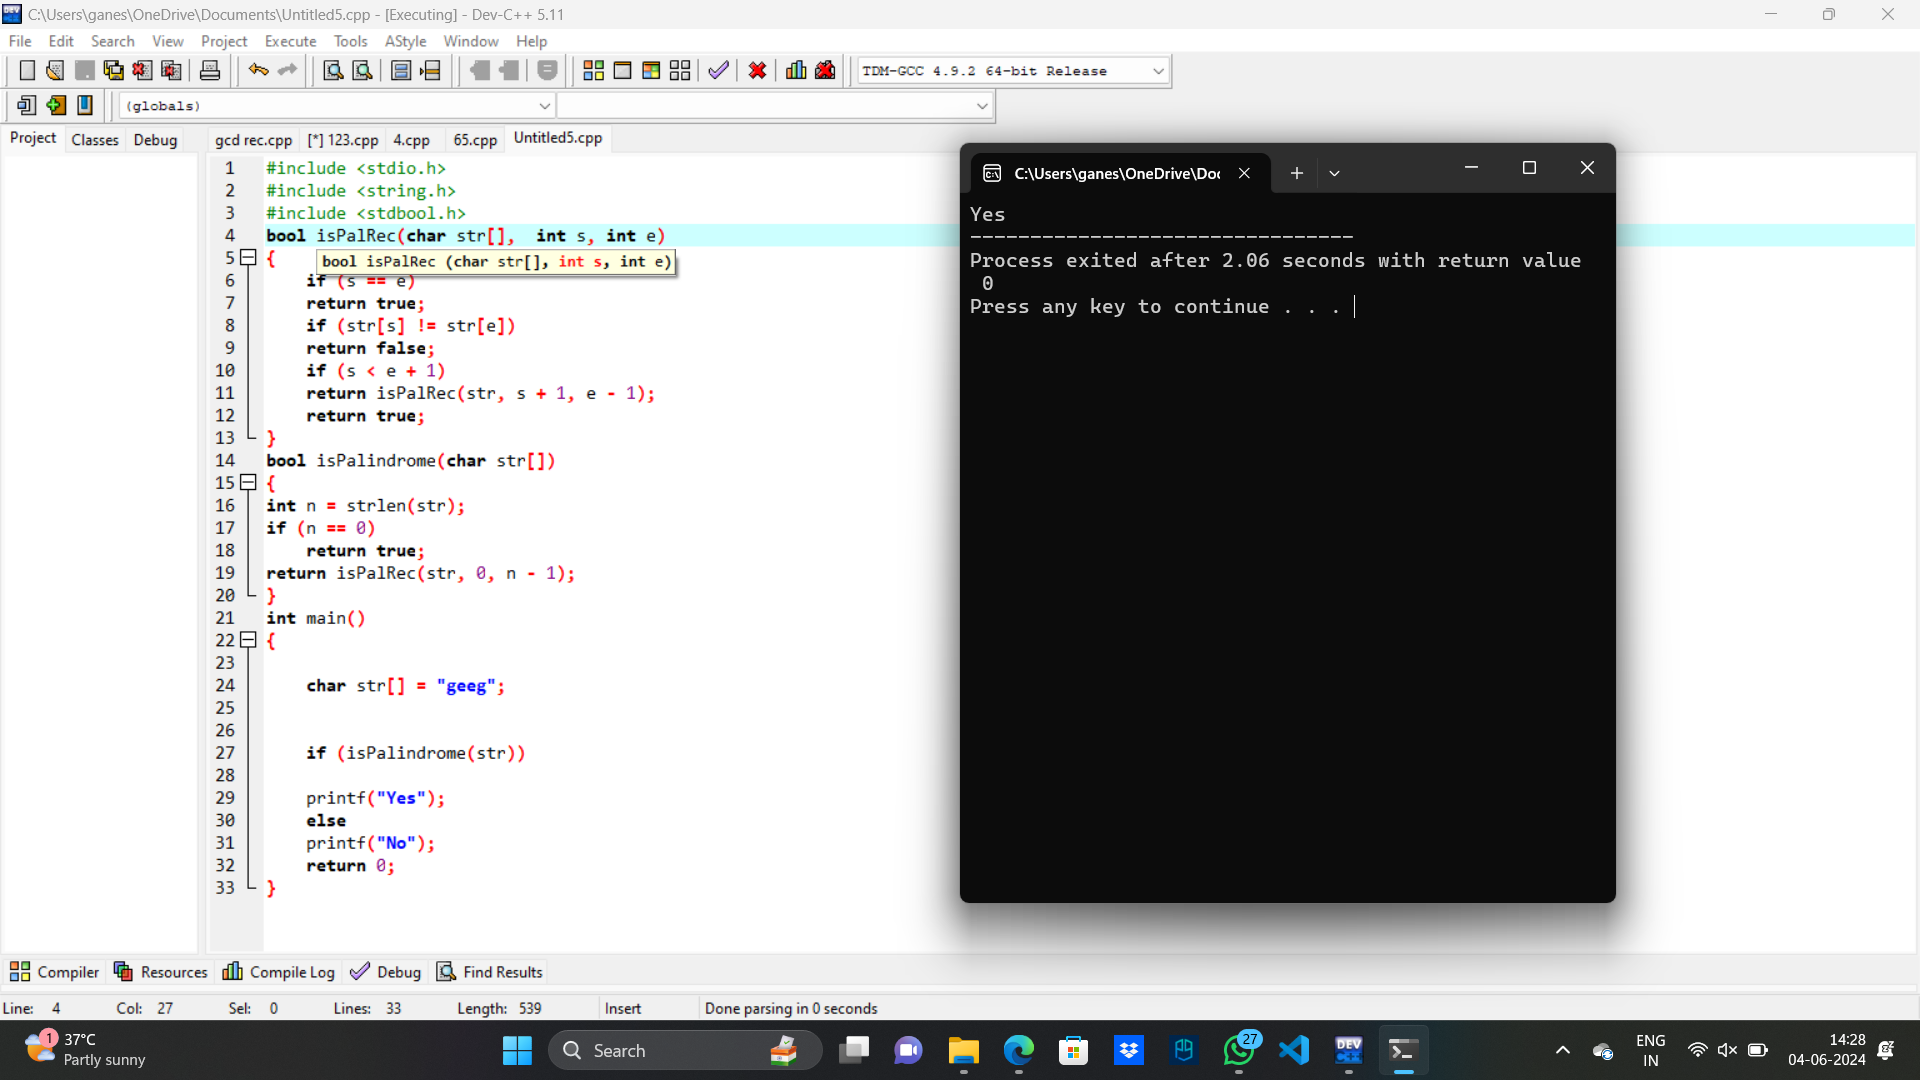 C:\Users\ganes\OneDrive\Documents\Untitled5.cpp - [Executing] - Dev-C++ 5.11
File Edit Search View Project Execute Tools AStyle Window Help
TDM-GCC 4.9.2 64-bit Release
(globals)
Project Classes Debug
gcd rec.cpp [*] 123.cpp 4.cpp 65.cpp Untitled5.cpp
1 #include <stdio.h>
2 #include <string.h>
3 #include <stdbool.h>
4 bool isPalRec(char str[],  int s, int e)
5 {
bool isPalRec (char str[], int s, int e)
6     if (s == e)
7     return true;
8     if (str[s] != str[e])
9     return false;
10     if (s < e + 1)
11     return isPalRec(str, s + 1, e - 1);
12     return true;
13 }
14 bool isPalindrome(char str[])
15 {
16 int n = strlen(str);
17 if (n == 0)
18     return true;
19 return isPalRec(str, 0, n - 1);
20 }
21 int main()
22 {
23
24     char str[] = "geeg";
25
26
27     if (isPalindrome(str))
28
29     printf("Yes");
30     else
31     printf("No");
32     return 0;
33 }
C:\Users\ganes\OneDrive\Doc
Yes
--------------------------------
Process exited after 2.06 seconds with return value
 0
Press any key to continue . . .
Compiler Resources Compile Log Debug Find Results
Line: 4 Col: 27 Sel: 0 Lines: 33 Length: 539 Insert Done parsing in 0 seconds
1
37°C
Partly sunny
Search
27
DEV
C++
ENG
IN
14:28
04-06-2024